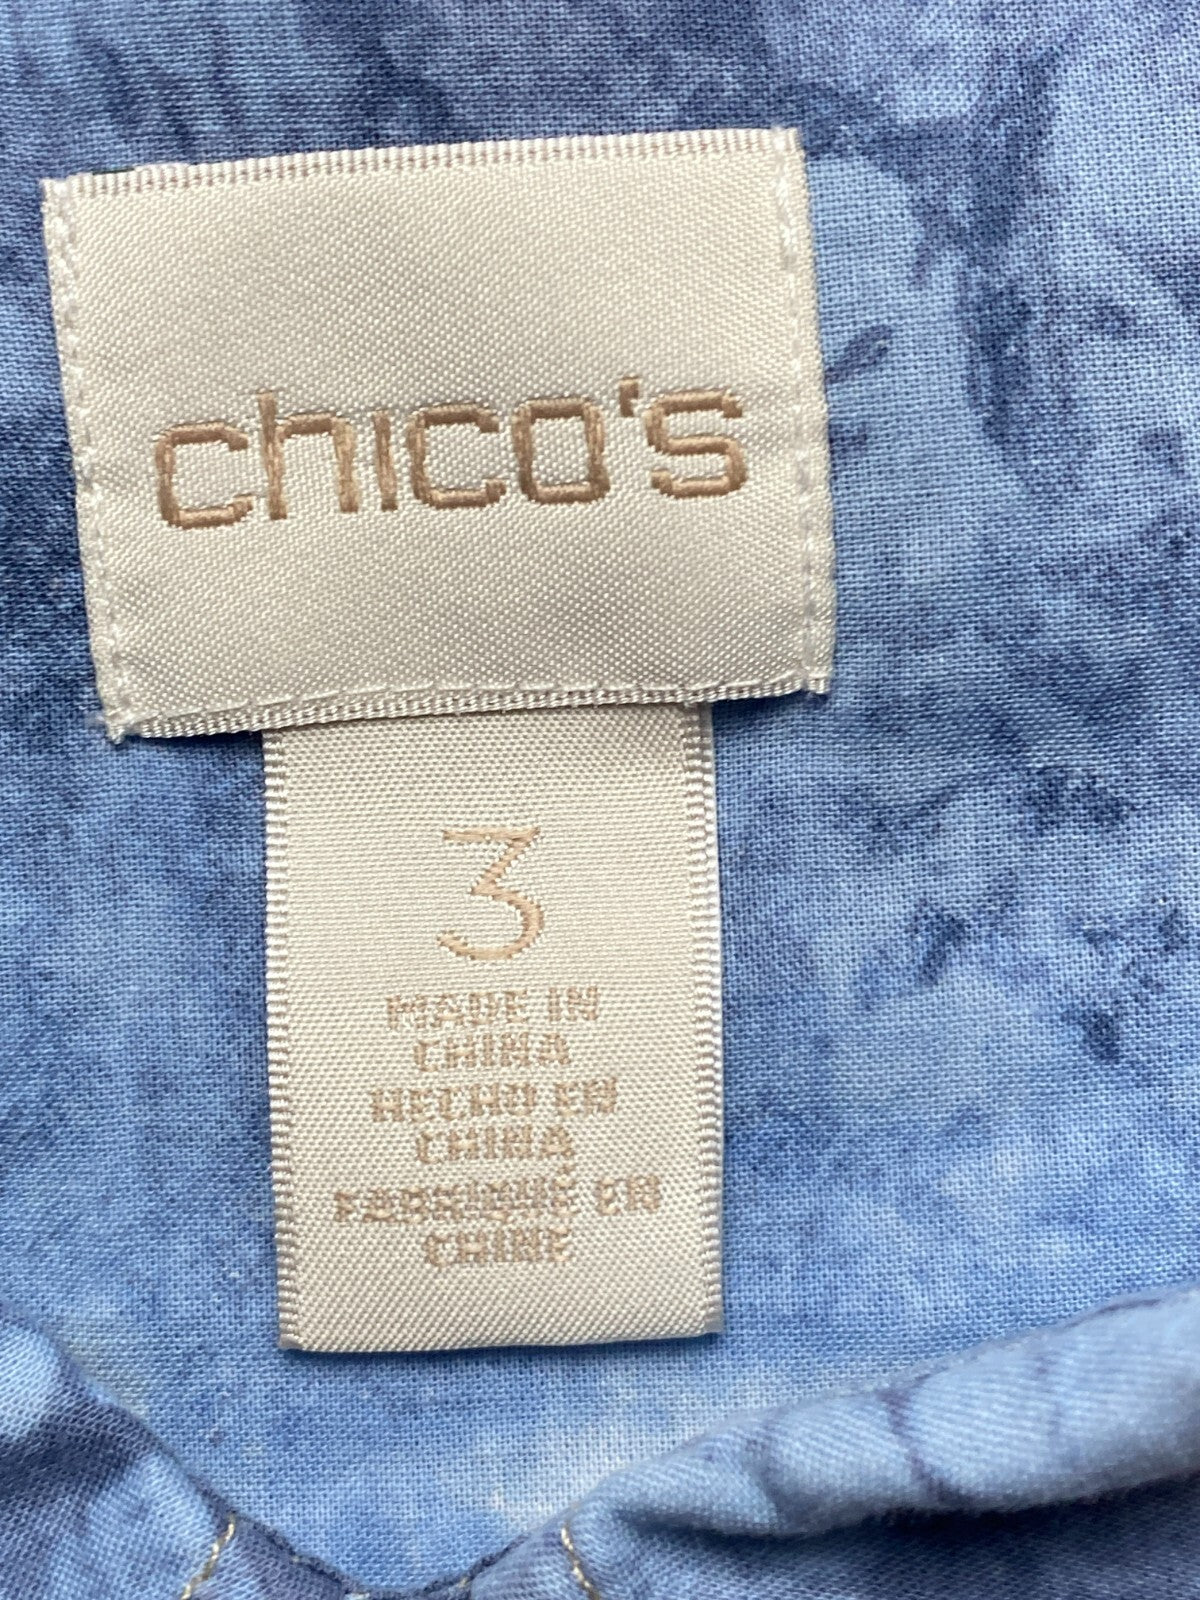 chico's
3
MADE IN
CHINA
HECHO EN
CHINA
FABRIQUÉ EN
CHINE